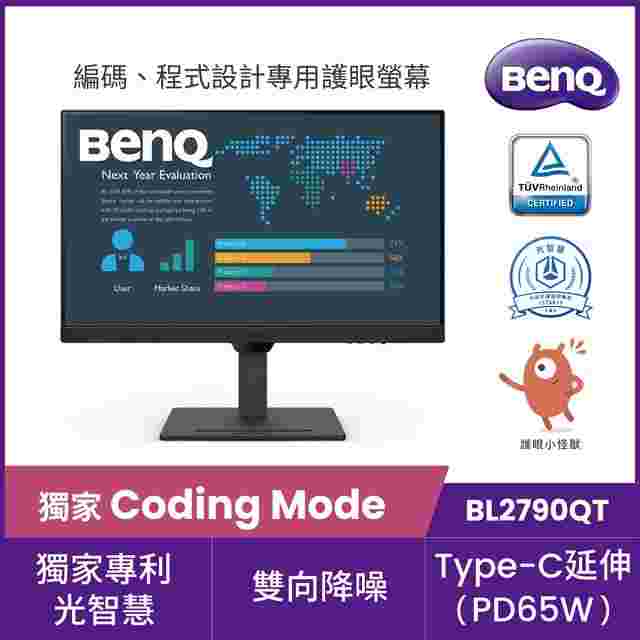 編碼、程式設計專用護眼螢幕
BenQ
BenQ
Next Year Evaluation
User
Market Share
TÜVRheinland
CERTIFIED
光智慧
護眼小怪獸
獨家 Coding Mode
BL2790QT
獨家專利
光智慧
雙向降噪
Type-C延伸
(PD65W)